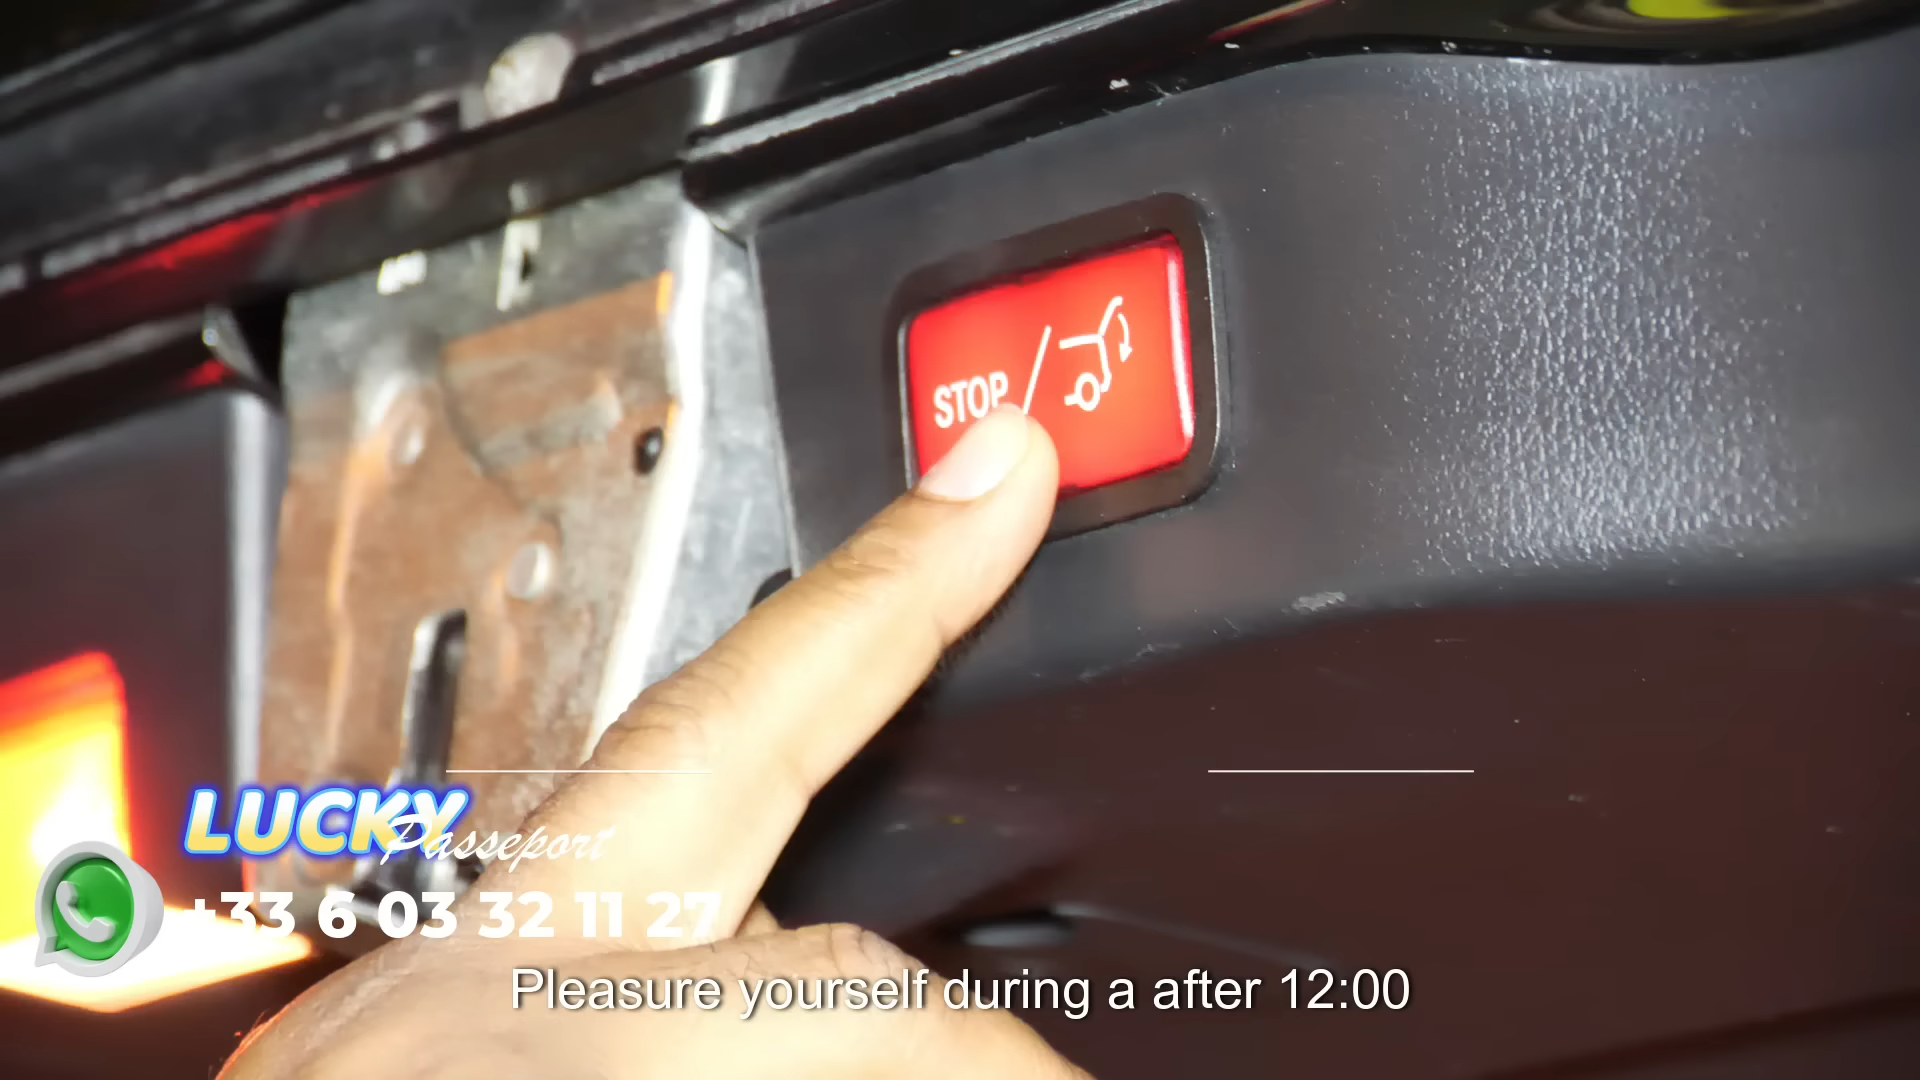 STOP
LUCKY
Passeport
+33 6 03 32 11 27
Pleasure yourself during a after 12:00